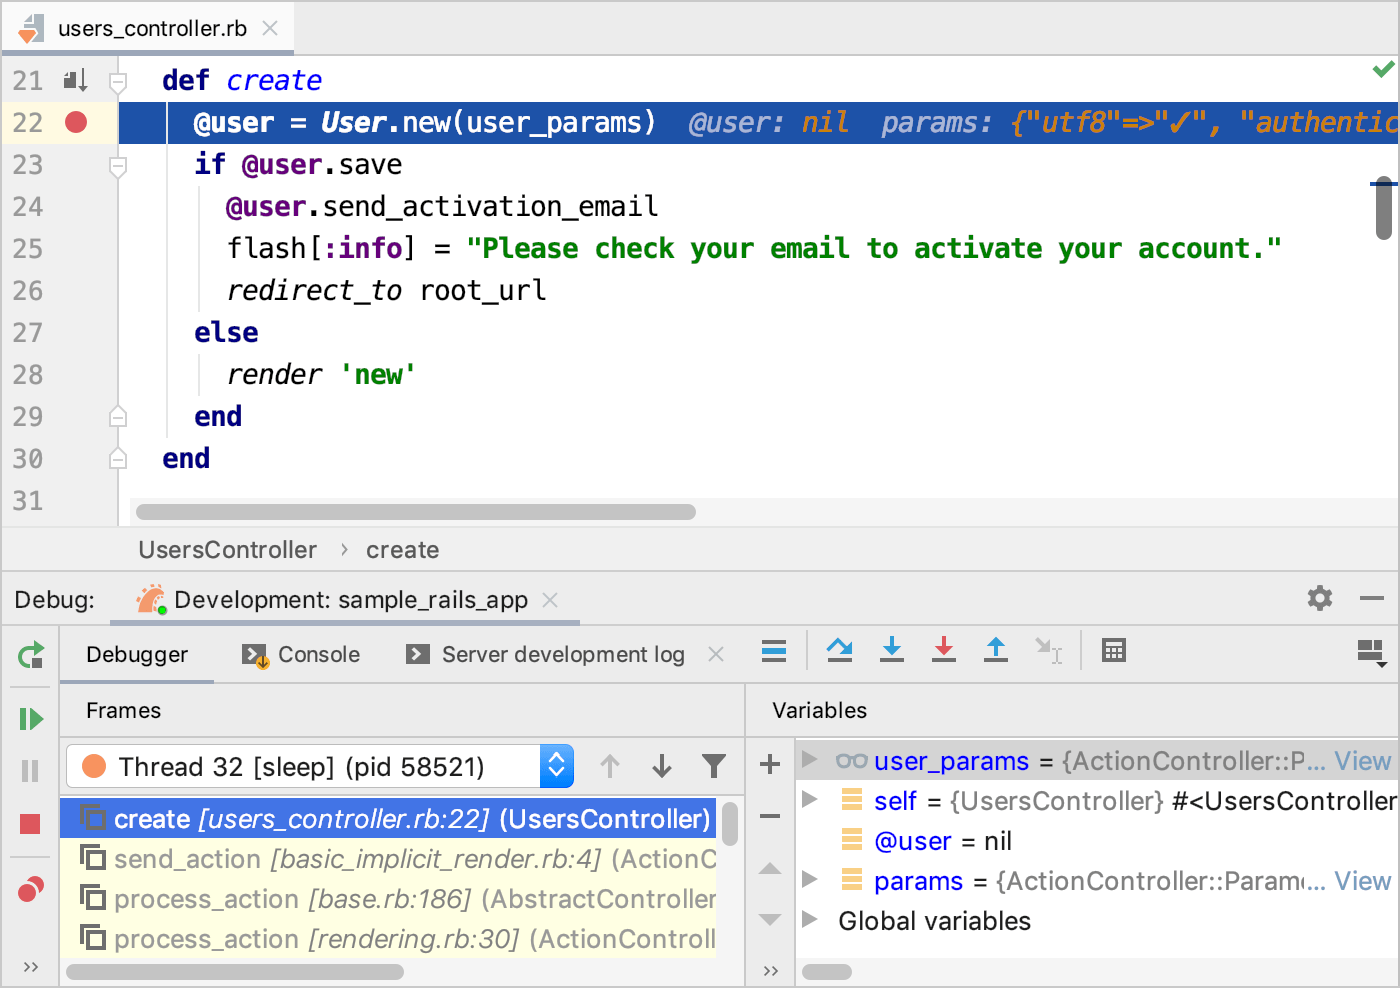 users_controller.rb
21 def create
22 @user = User.new(user_params) @user: nil params: {"utf8"=>"✓", "authentic
23 if @user.save
24 @user.send_activation_email
25 flash[:info] = "Please check your email to activate your account."
26 redirect_to root_url
27 else
28 render 'new'
29 end
30 end
31
UsersController › create
Debug: Development: sample_rails_app
Debugger Console Server development log
Frames
Variables
Thread 32 [sleep] (pid 58521)
create [users_controller.rb:22] (UsersController)
send_action [basic_implicit_render.rb:4] (ActionC
process_action [base.rb:186] (AbstractController
process_action [rendering.rb:30] (ActionControll
user_params = {ActionController::P... View
self = {UsersController} #<UsersController
@user = nil
params = {ActionController::Param... View
Global variables